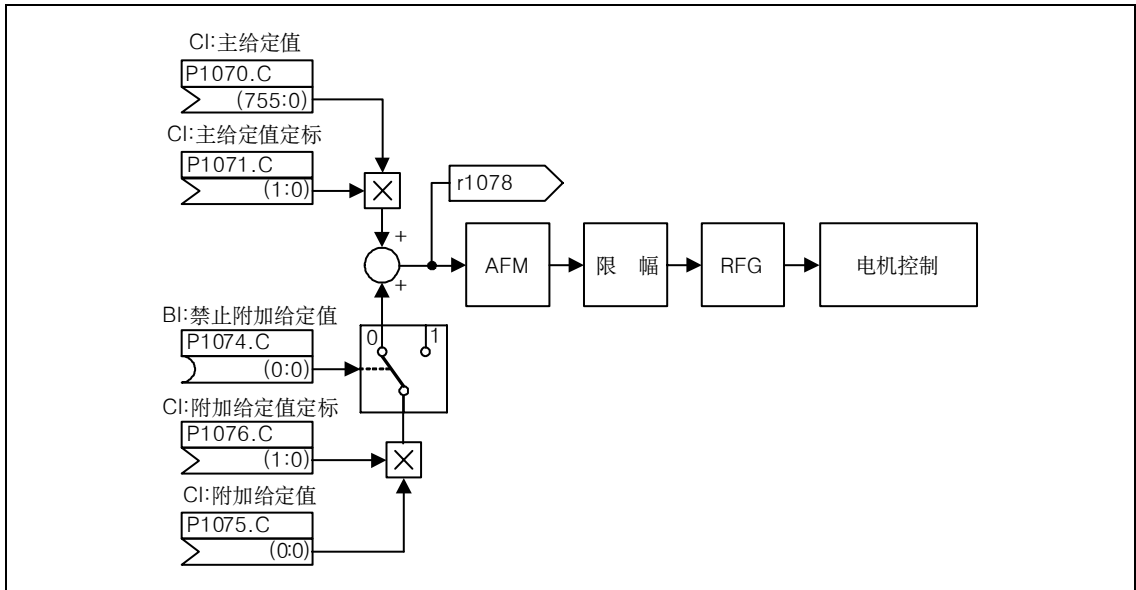 CI:主给定值
P1070.C
(755:0)
CI:主给定值定标
P1071.C
(1:0)
r1078
+
+
AFM
限 幅
RFG
电机控制
BI:禁止附加给定值
P1074.C
(0:0)
0
1
CI:附加给定值定标
P1076.C
(1:0)
CI:附加给定值
P1075.C
(0:0)